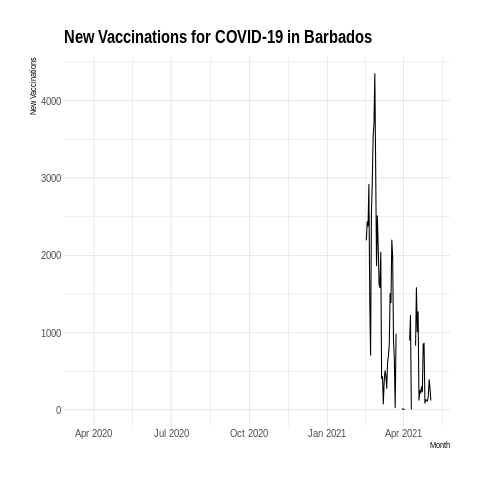 New Vaccinations for COVID-19 in Barbados
New Vaccinations
4000
3000
2000
1000
0
Apr 2020 Jul 2020 Oct 2020 Jan 2021 Apr 2021
Month